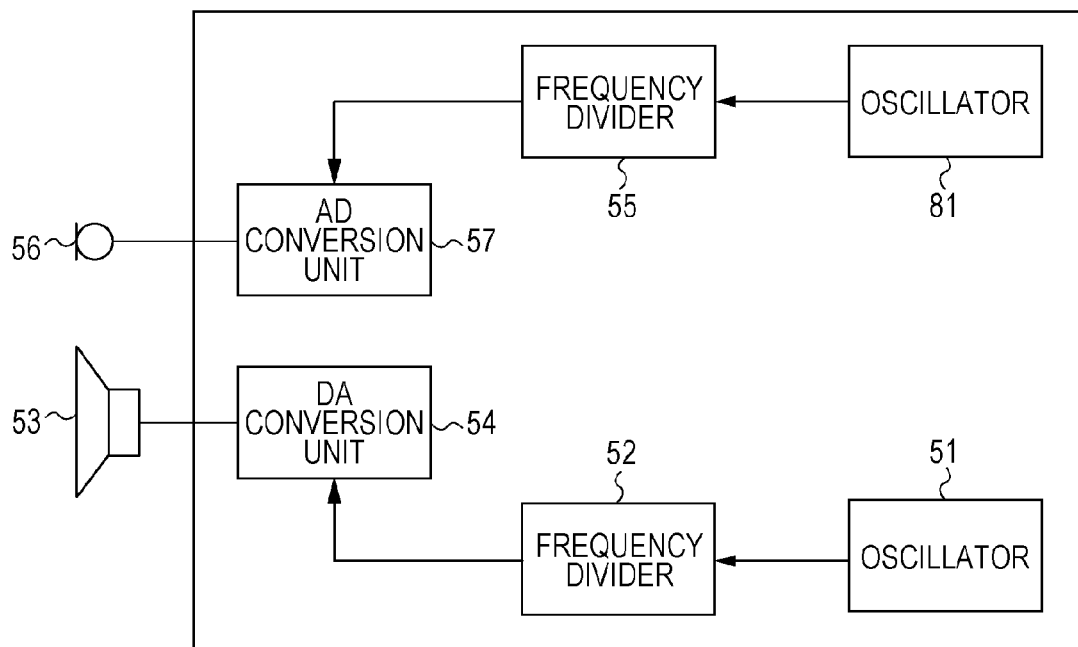 FREQUENCY
DIVIDER
55
OSCILLATOR
81
56
AD
CONVERSION
UNIT
57
53
DA
CONVERSION
UNIT
54
52
FREQUENCY
DIVIDER
51
OSCILLATOR